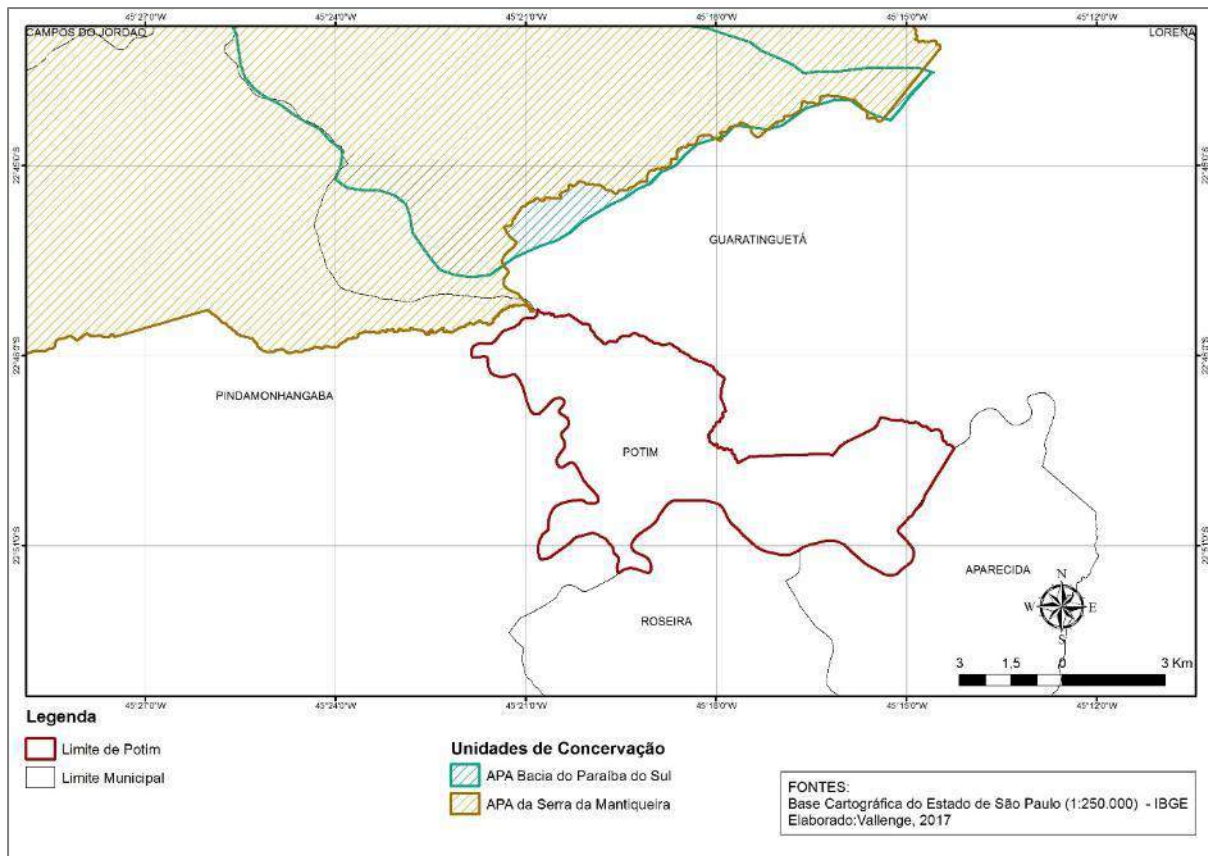 45°27'0"W 45°24'0"W 45°21'0"W 45°18'0"W 45°15'0"W 45°12'0"W
CAMPOS DO JORDÃO
LORENA
22°45'0"S 22°45'0"S
GUARATINGUETÁ
22°48'0"S 22°48'0"S
PINDAMONHANGABA
POTIM
22°51'0"S 22°51'0"S
APARECIDA
N
W E
S
ROSEIRA
3 1,5 0 3 Km
45°27'0"W 45°24'0"W 45°21'0"W 45°18'0"W 45°15'0"W 45°12'0"W
Legenda
Limite de Potim
Limite Municipal
Unidades de Concervação
APA Bacia do Paraíba do Sul
APA da Serra da Mantiqueira
FONTES:
Base Cartográfica do Estado de São Paulo (1:250.000) - IBGE
Elaborado:Vallenge, 2017